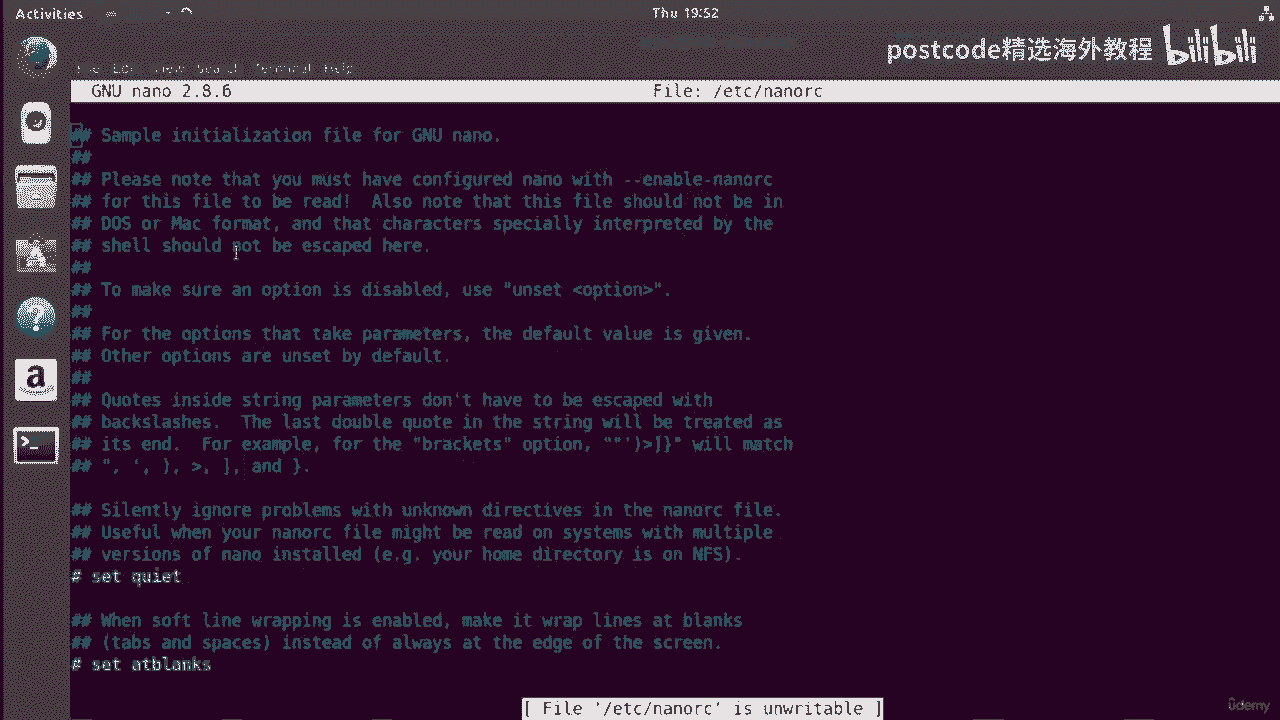 Activities
Thu 19:52
postcode精选海外教程 bilibili
Search Terminal Help
GNU nano 2.8.6 File: /etc/nanorc
## Sample initialization file for GNU nano.
##
## Please note that you must have configured nano with --enable-nanorc
## for this file to be read! Also note that this file should not be in
## DOS or Mac format, and that characters specially interpreted by the
## shell should not be escaped here.
##
## To make sure an option is disabled, use "unset <option>".
##
## For the options that take parameters, the default value is given.
## Other options are unset by default.
##
## Quotes inside string parameters don't have to be escaped with
## backslashes. The last double quote in the string will be treated as
## its end. For example, for the "brackets" option, ""')>]}" will match
## ", ', ), >, ], and }.
## Silently ignore problems with unknown directives in the nanorc file.
## Useful when your nanorc file might be read on systems with multiple
## versions of nano installed (e.g. your home directory is on NFS).
# set quiet
## When soft line wrapping is enabled, make it wrap lines at blanks
## (tabs and spaces) instead of always at the edge of the screen.
# set atblanks
[ File '/etc/nanorc' is unwritable ]
ûdemy